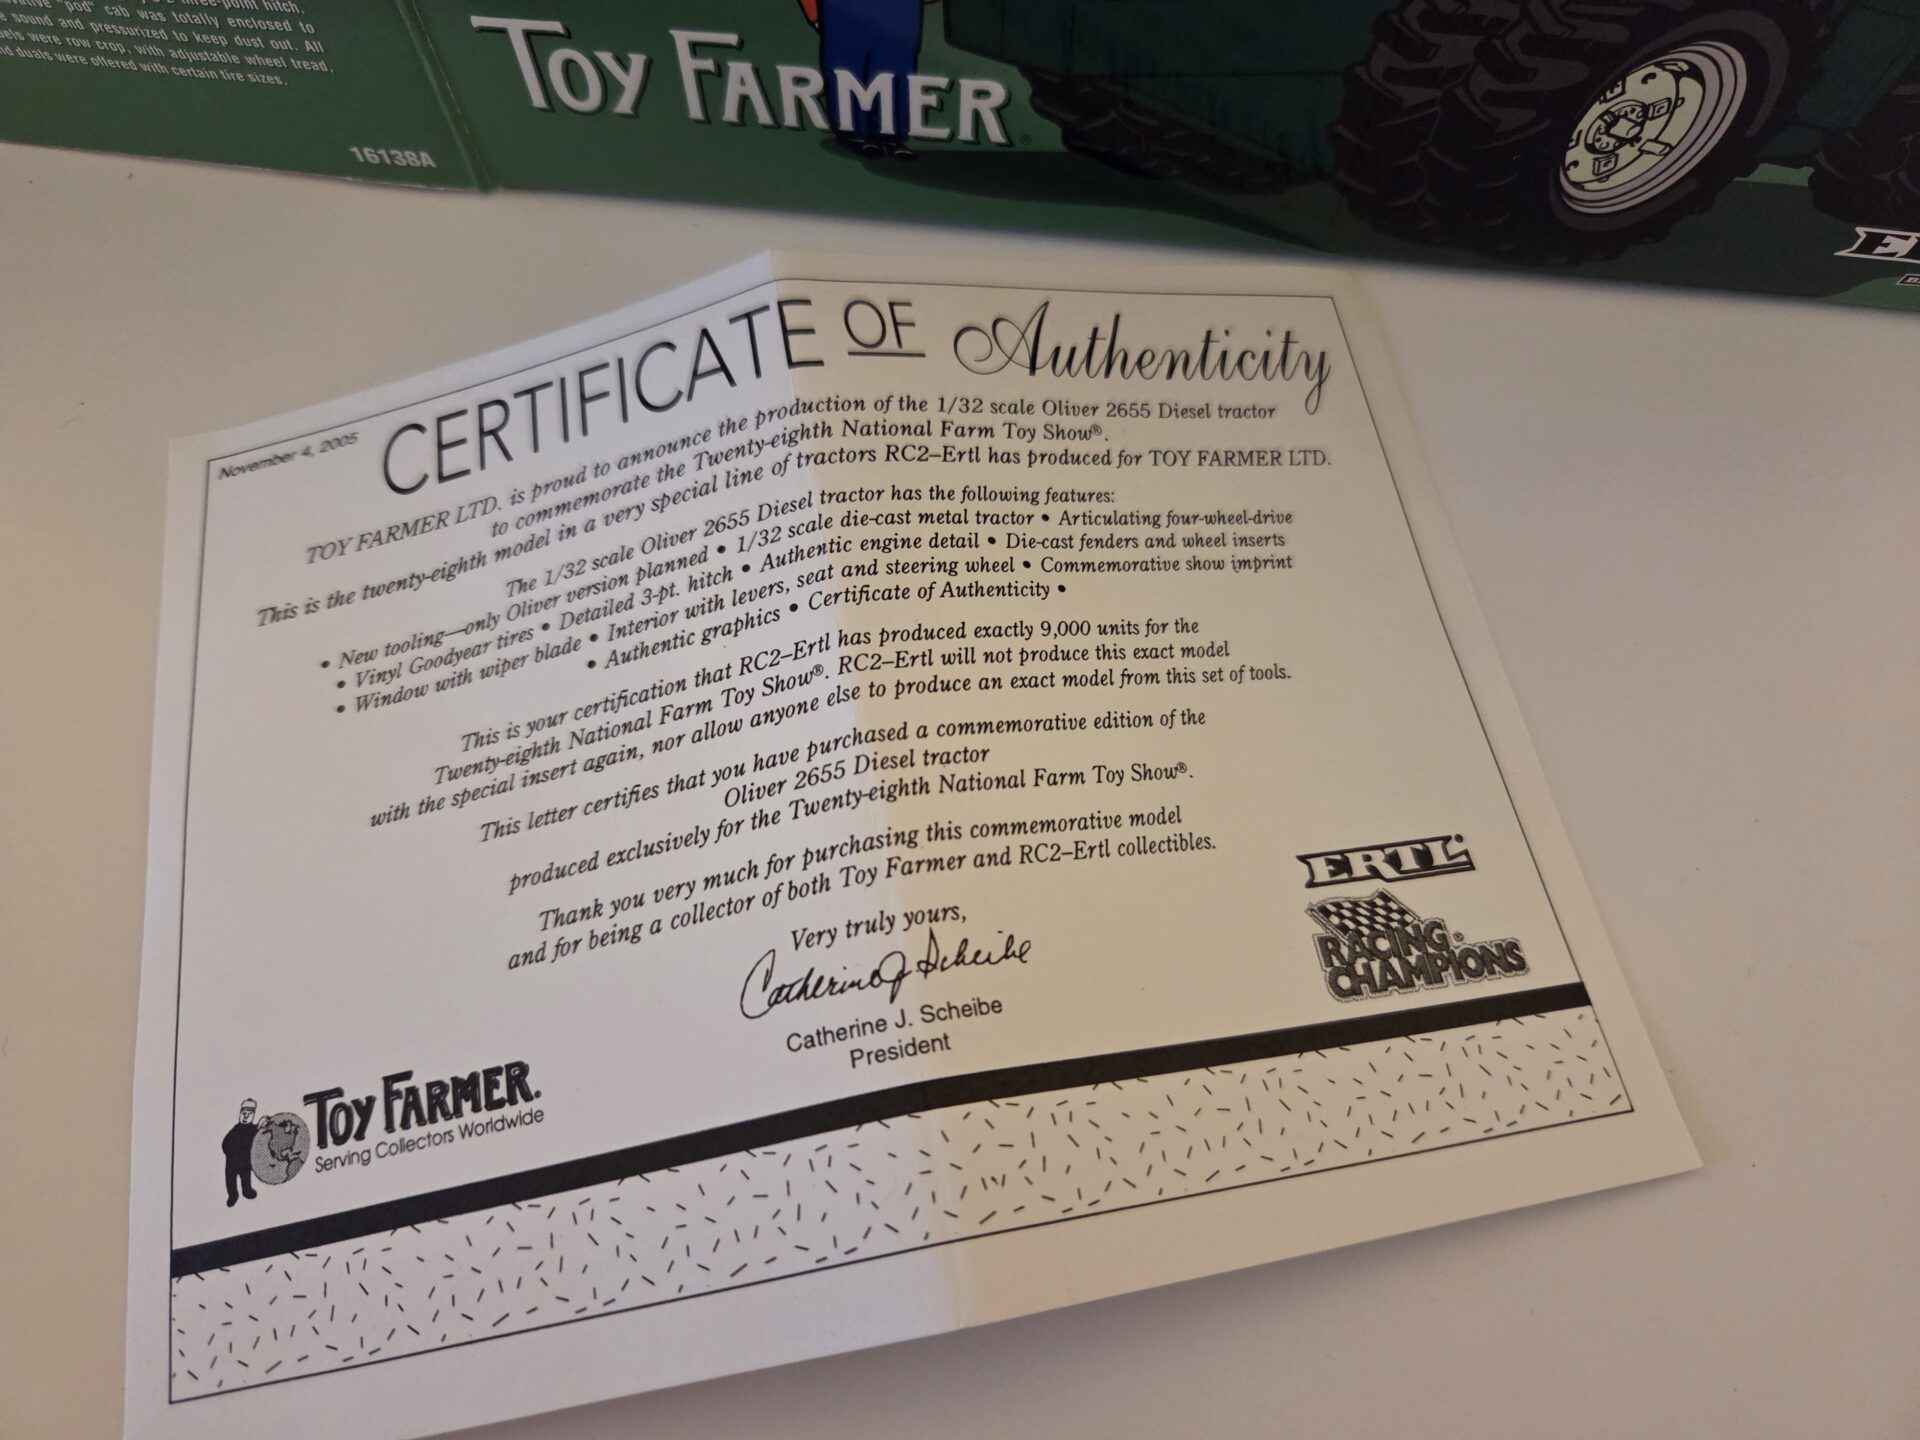 "pod" cab was totally enclosed to
sound and pressurized to keep dust out. All
were row crop, with adjustable wheel tread,
duals were offered with certain tire sizes.
16138A
TOY FARMER®
CERTIFICATE OF Authenticity
November 4, 2005
TOY FARMER LTD. is proud to announce the production of the 1/32 scale Oliver 2655 Diesel tractor
to commemorate the Twenty-eighth National Farm Toy Show®.
This is the twenty-eighth model in a very special line of tractors RC2–Ertl has produced for TOY FARMER LTD.
The 1/32 scale Oliver 2655 Diesel tractor has the following features:
• New tooling—only Oliver version planned • 1/32 scale die-cast metal tractor • Articulating four-wheel-drive
• Vinyl Goodyear tires • Detailed 3-pt. hitch • Authentic engine detail • Die-cast fenders and wheel inserts
• Window with wiper blade • Interior with levers, seat and steering wheel • Commemorative show imprint
• Authentic graphics • Certificate of Authenticity •
This is your certification that RC2–Ertl has produced exactly 9,000 units for the
Twenty-eighth National Farm Toy Show®. RC2–Ertl will not produce this exact model
with the special insert again, nor allow anyone else to produce an exact model from this set of tools.
This letter certifies that you have purchased a commemorative edition of the
Oliver 2655 Diesel tractor
produced exclusively for the Twenty-eighth National Farm Toy Show®.
Thank you very much for purchasing this commemorative model
and for being a collector of both Toy Farmer and RC2–Ertl collectibles.
Very truly yours,
Catherine J Scheibe
Catherine J. Scheibe
President
ERTL®
RACING®
CHAMPIONS
TOY FARMER.
Serving Collectors Worldwide